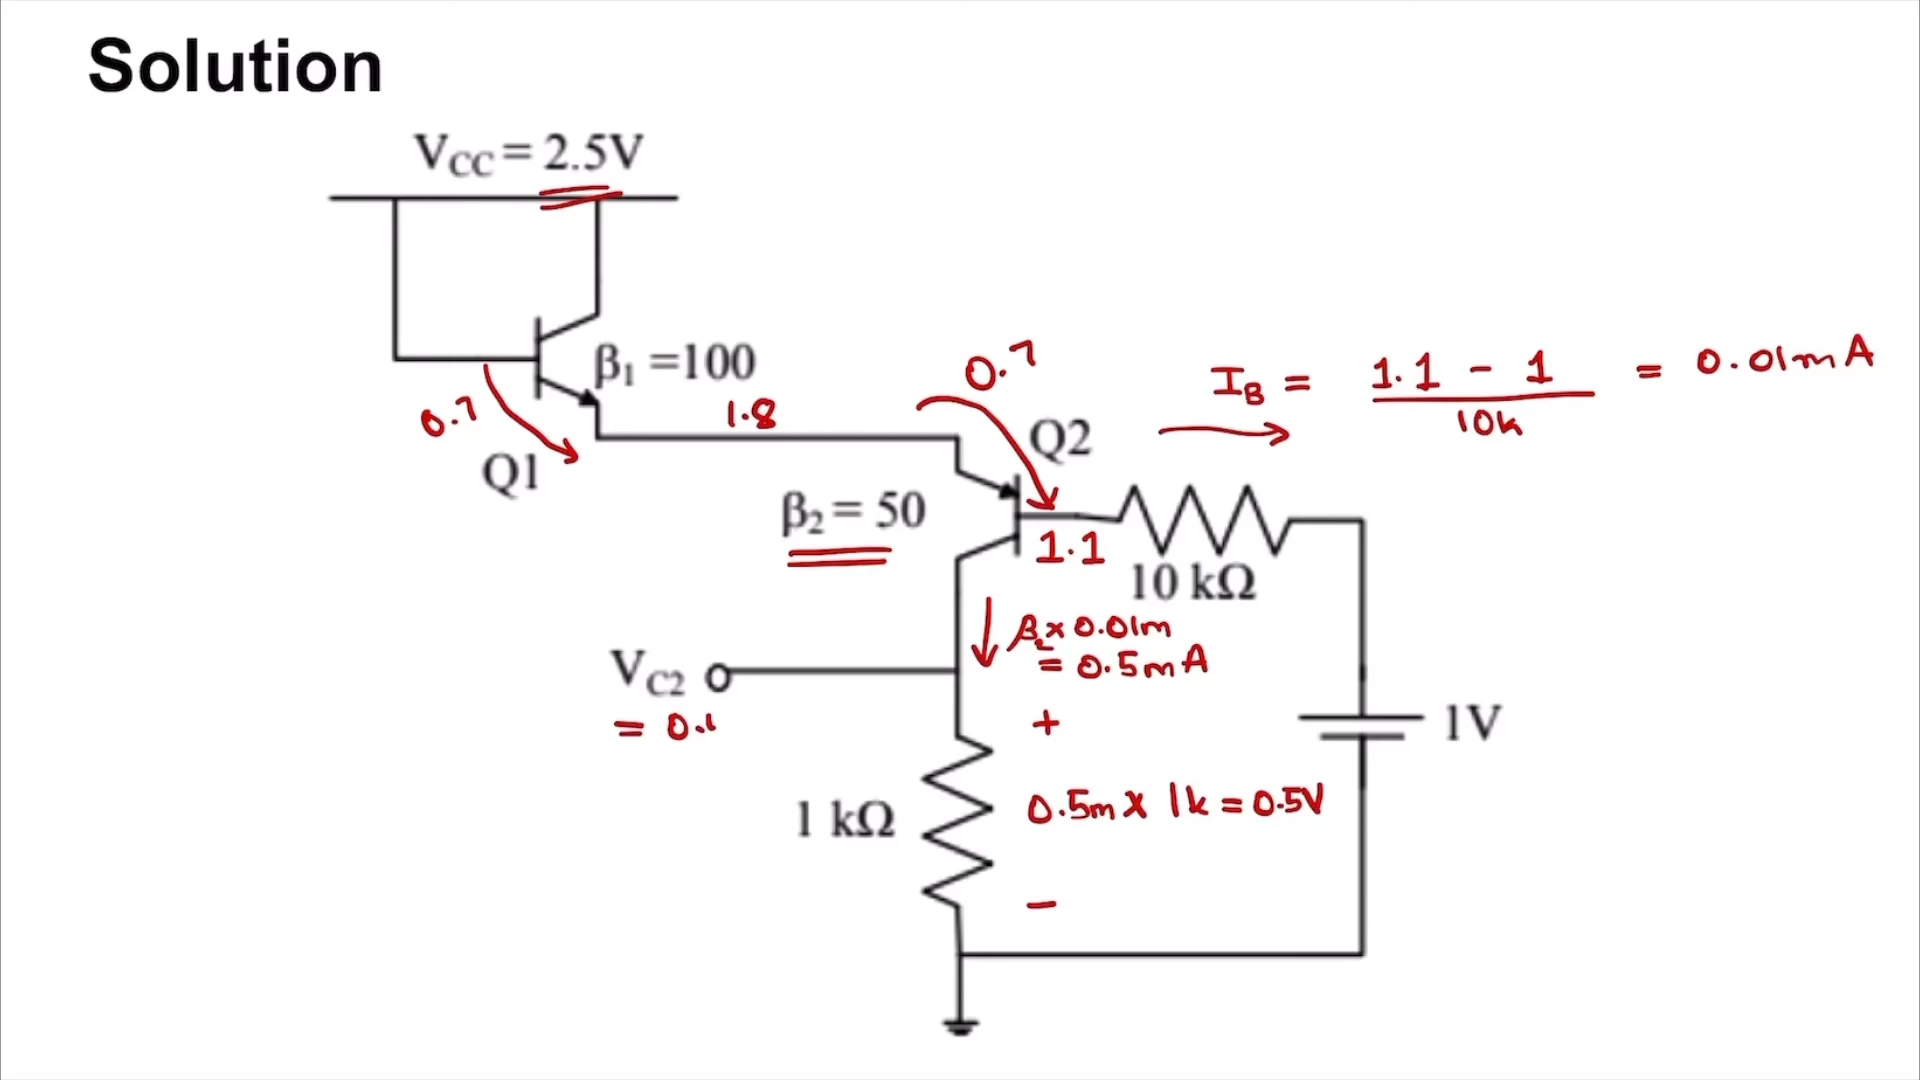 Solution
VCC = 2.5V
β1 =100
0.7
Q1
1.8
0.7
Q2
IB = 1.1 - 1 / 10k = 0.01mA
β2 = 50
1.1
10 kΩ
β2 x 0.01m
= 0.5mA
VC2
= 0.
+
1V
1 kΩ
0.5m x 1k = 0.5V
-